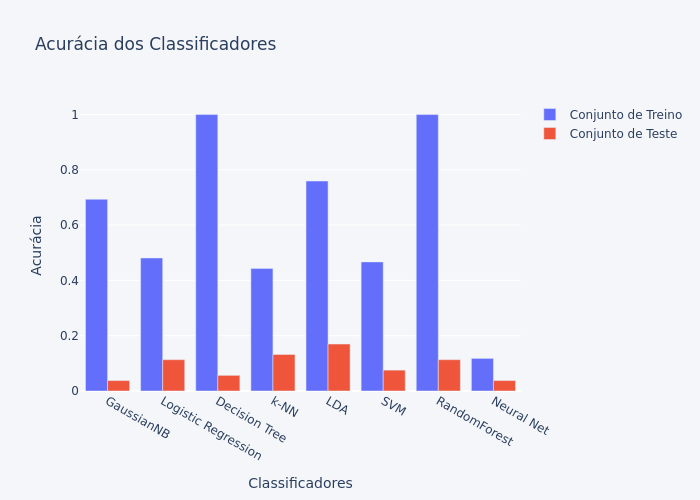 Acurácia dos Classificadores
Conjunto de Treino
Conjunto de Teste
Acurácia
1
0.8
0.6
0.4
0.2
0
GaussianNB
Logistic Regression
Decision Tree
k-NN
LDA
SVM
RandomForest
Neural Net
Classificadores